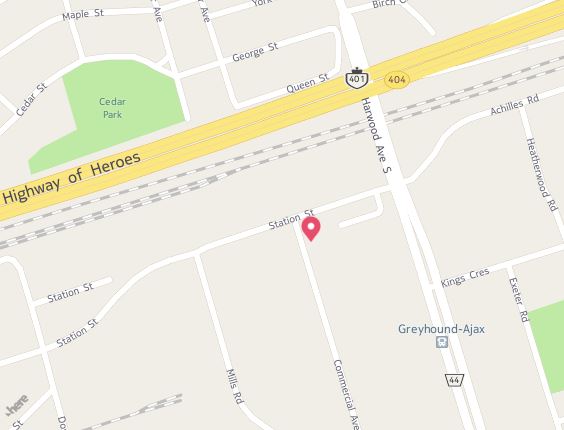 Maple St
Ave
r Ave
York
Birch C
George St
Queen St
Cedar St
Cedar
Park
401
404
Highway of Heroes
Harwood Ave S
Achilles Rd
Heatherwood Rd
Station St
Kings Cres
Exeter Rd
Station St
Station St
Greyhound-Ajax
44
Mills Rd
Commercial Ave
here
St
Do